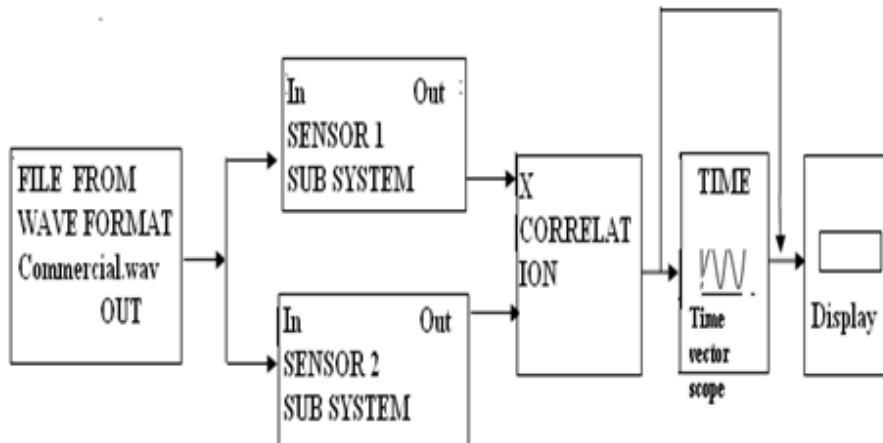 FILE FROM
WAVE FORMAT
Commercial.wav
OUT
In Out
SENSOR 1
SUB SYSTEM
In Out
SENSOR 2
SUB SYSTEM
X
CORRELAT
ION
TIME
Time
vector
scope
Display